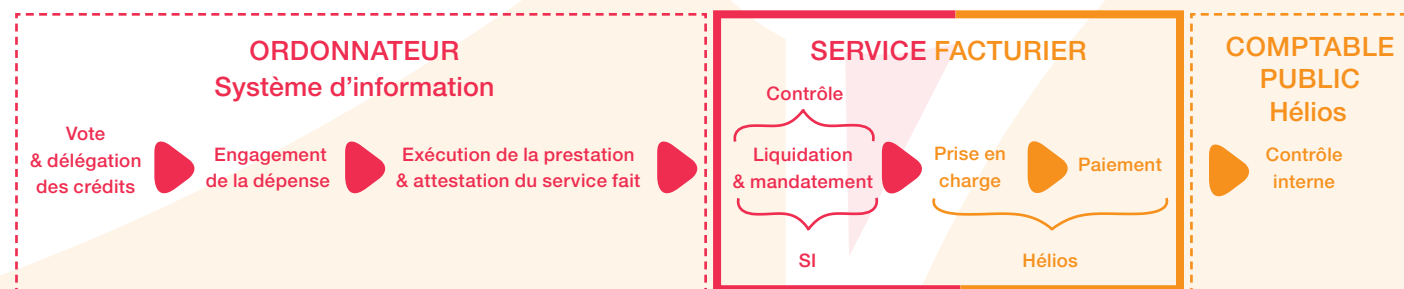 ORDONNATEUR
Système d’information
Vote
& délégation
des crédits
Engagement
de la dépense
Exécution de la prestation
& attestation du service fait
SERVICE FACTURIER
Contrôle
Liquidation
& mandatement
SI
Prise en
charge
Paiement
Hélios
COMPTABLE
PUBLIC
Hélios
Contrôle
interne